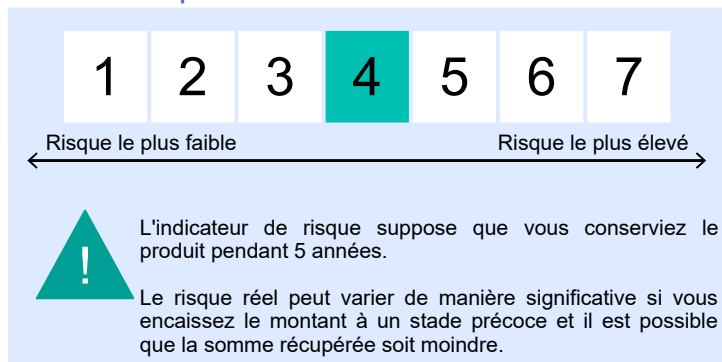 1 2 3 4 5 6 7
Risque le plus faible Risque le plus élevé
!
L'indicateur de risque suppose que vous conserviez le
produit pendant 5 années.
Le risque réel peut varier de manière significative si vous
encaissez le montant à un stade précoce et il est possible
que la somme récupérée soit moindre.